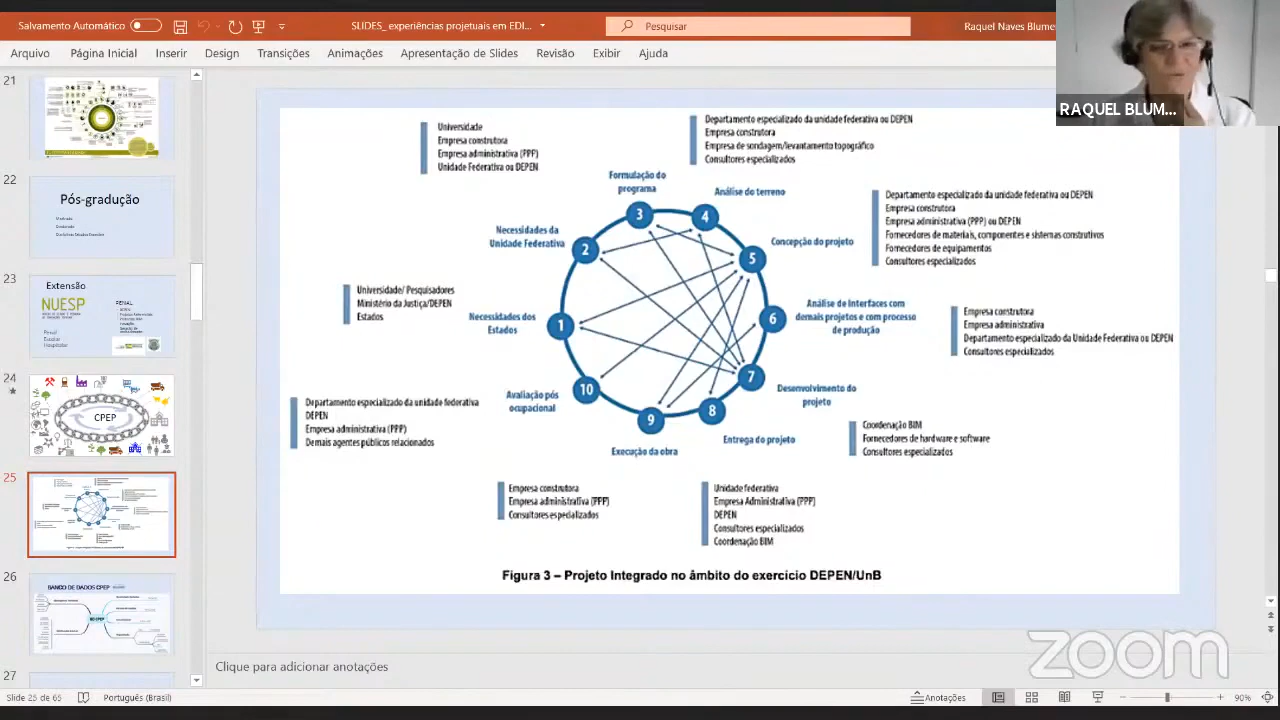 Salvamento Automático
SLIDES_ experiências projetuais em EDI...
Pesquisar
Raquel Naves Blume
Arquivo
Página Inicial
Inserir
Design
Transições
Animações
Apresentação de Slides
Revisão
Exibir
Ajuda
RAQUEL BLUM...
21
22
Pós-gradução
23
Extensão
NUESP
24
CPEP
25
26
BANCO DE DADOS CPEP
27
Universidade
Empresa construtora
Empresa administrativa (PPP)
Unidade Federativa ou DEPEN
Departamento especializado da unidade federativa ou DEPEN
Empresa construtora
Empresa de sondagem/levantamento topográfico
Consultores especializados
Formulação do
programa
Análise do terreno
Departamento especializado da unidade federativa ou DEPEN
Empresa construtora
Empresa administrativa (PPP) ou DEPEN
Fornecedores de materiais, componentes e sistemas construtivos
Fornecedores de equipamentos
Consultores especializados
3
4
Necessidades da
Unidade Federativa
2
Concepção do projeto
5
Universidade/ Pesquisadores
Ministério da Justiça/DEPEN
Estados
Necessidades dos
Estados
1
6
Análise de Interfaces com
demais projetos e com processo
de produção
Empresa construtora
Empresa administrativa
Departamento especializado da Unidade Federativa ou DEPEN
Consultores especializados
Avaliação pós
ocupacional
10
7
Desenvolvimento do
projeto
Departamento especializado da unidade federativa
DEPEN
Empresa administrativa (PPP)
Demais agentes públicos relacionados
9
8
Execução da obra
Entrega do projeto
Coordenação BIM
Fornecedores de hardware e software
Consultores especializados
Empresa construtora
Empresa administrativa (PPP)
Consultores especializados
Unidade federativa
Empresa Administrativa (PPP)
DEPEN
Consultores especializados
Coordenação BIM
Figura 3 – Projeto Integrado no âmbito do exercício DEPEN/UnB
zoom
Clique para adicionar anotações
Slide 25 de 65
Português (Brasil)
Anotações
90%